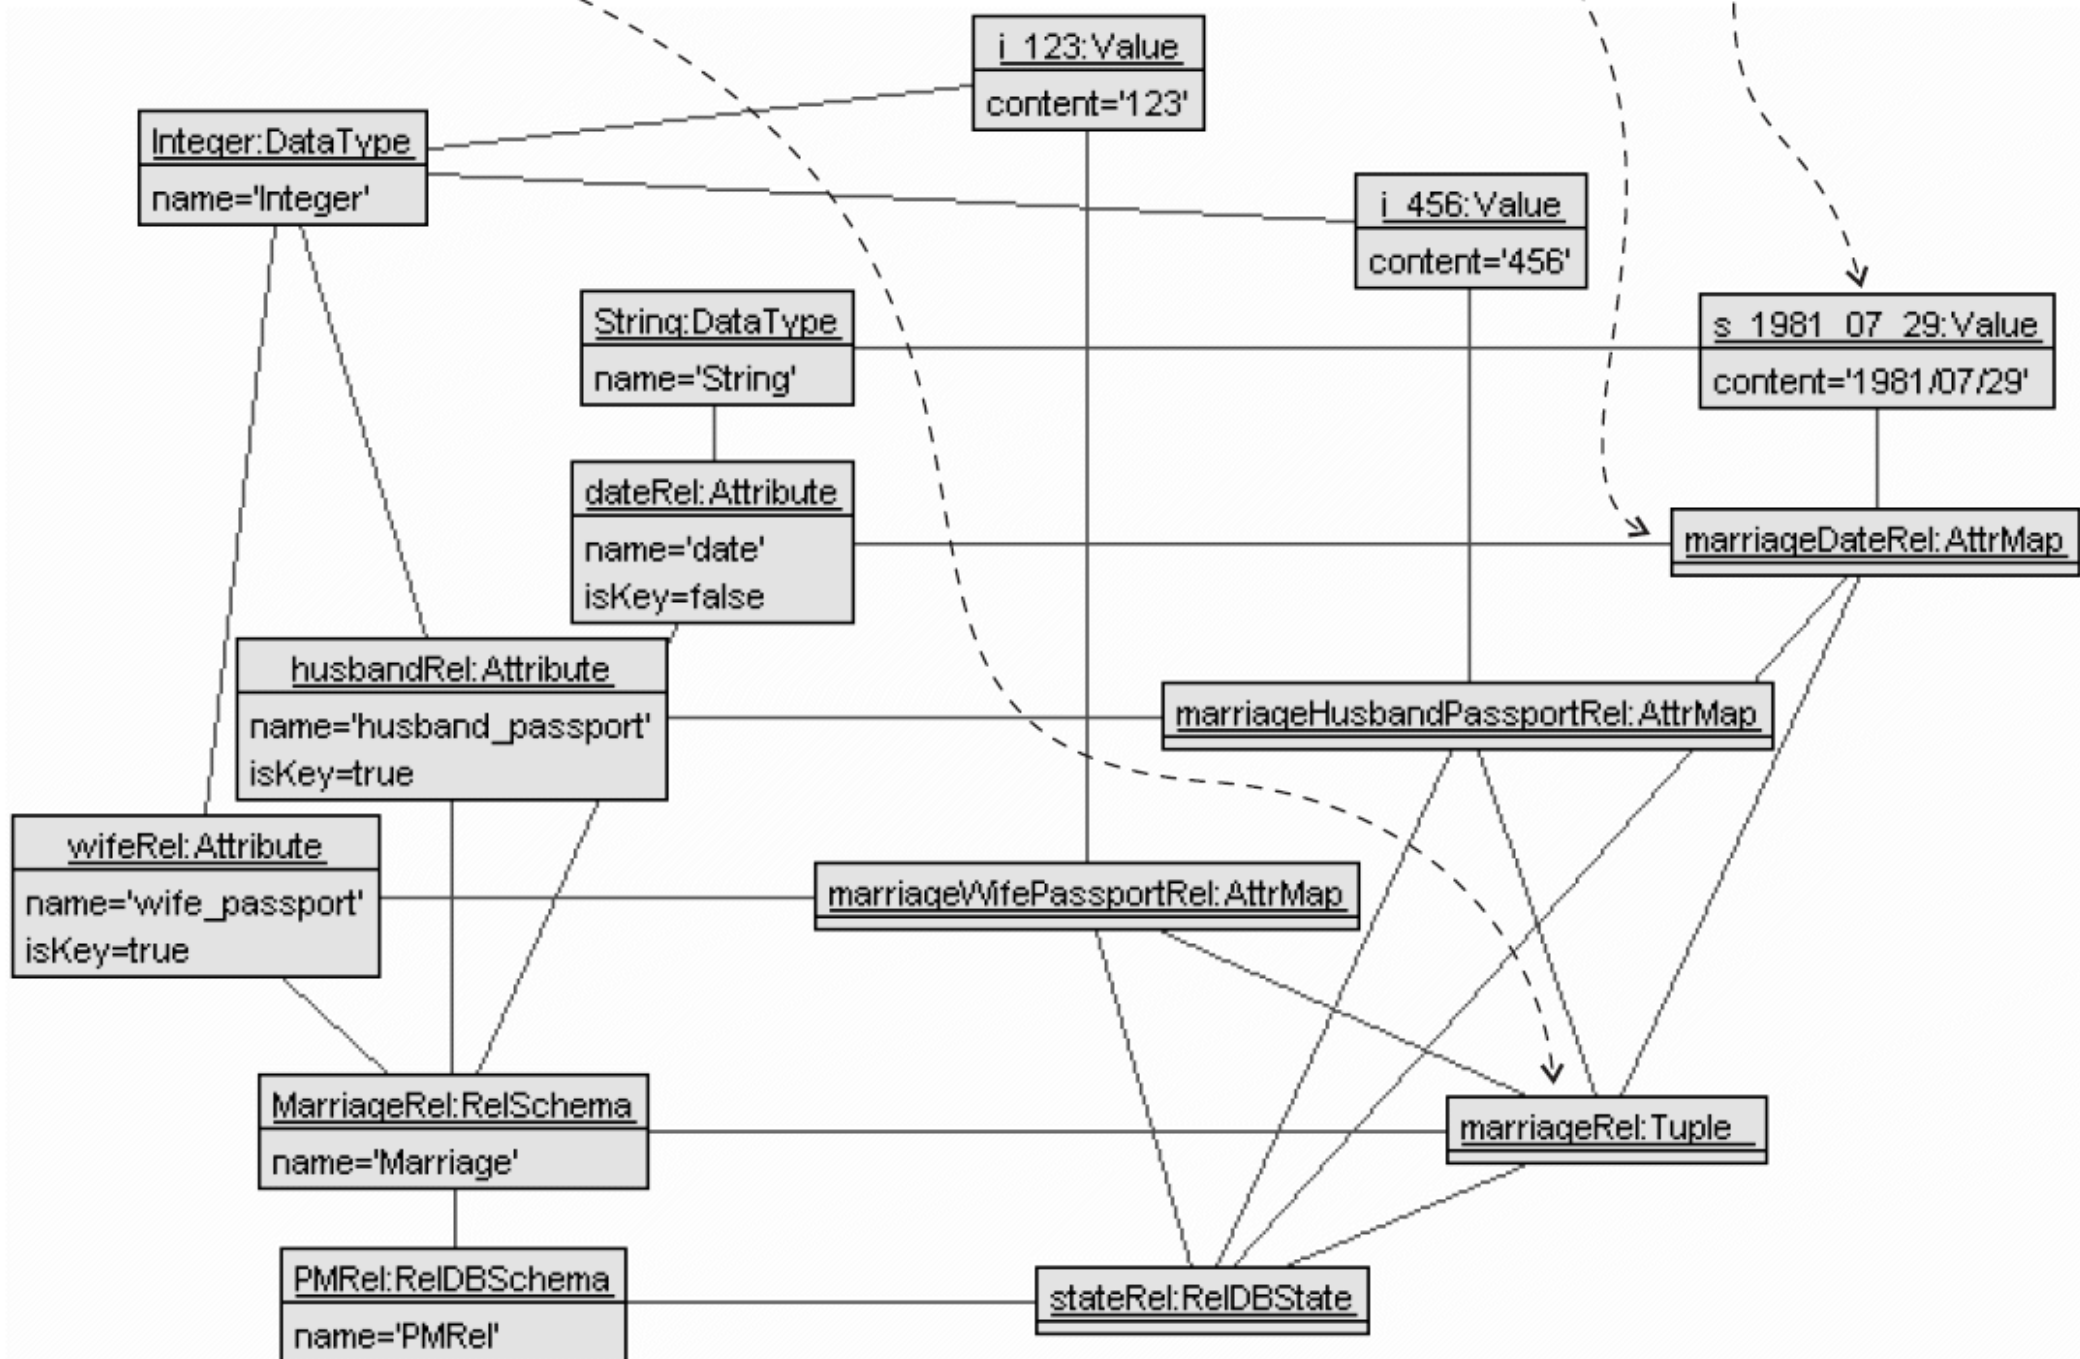 i_123:Value
content='123'
Integer:DataType
name='Integer'
i_456:Value
content='456'
String:DataType
name='String'
s_1981_07_29:Value
content='1981/07/29'
dateRel:Attribute
name='date'
isKey=false
marriageDateRel:AttrMap
husbandRel:Attribute
name='husband_passport'
isKey=true
marriageHusbandPassportRel:AttrMap
wifeRel:Attribute
name='wife_passport'
isKey=true
marriageWifePassportRel:AttrMap
MarriageRel:RelSchema
name='Marriage'
marriageRel:Tuple
PMRel:RelDBSchema
name='PMRel'
stateRel:RelDBState